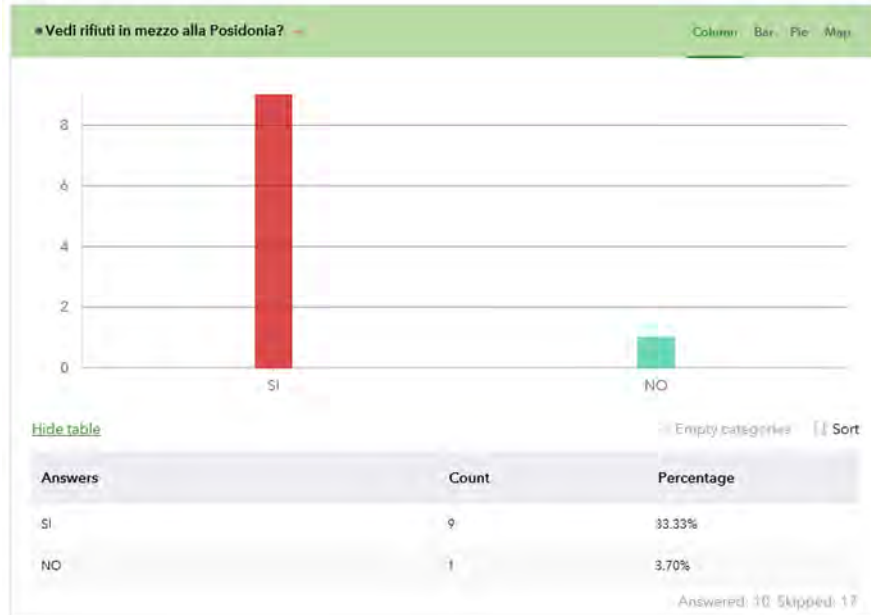 Vedi rifiuti in mezzo alla Posidonia?
Column Bar Pie Map
8
6
4
2
0
SI NO
Hide table
Empty categories Sort
Answers Count Percentage
SI 9 33.33%
NO 1 3.70%
Answered: 10 Skipped: 17